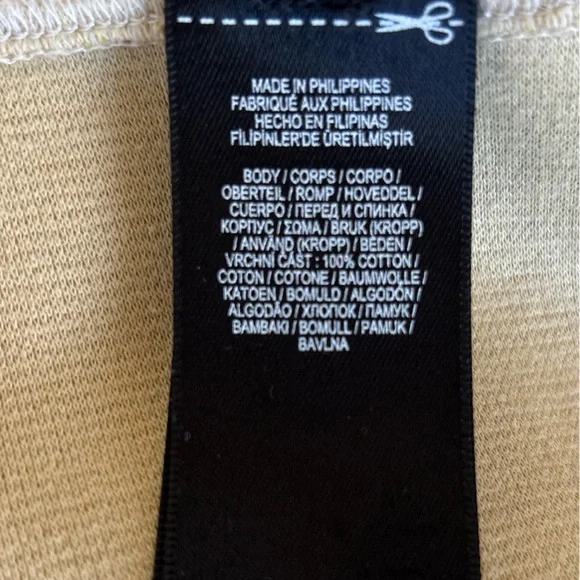 MADE IN PHILIPPINES
FABRIQUÉ AUX PHILIPPINES
HECHO EN FILIPINAS
FİLİPİNLER'DE ÜRETİLMİŞTİR
BODY / CORPS / CORPO /
OBERTEIL / ROMP / HOVEDDEL /
CUERPO / ПЕРЕД И СПИНКА /
КОРПУС / ΣΩΜΑ / BRUK (KROPP)
/ ANVÄND (KROPP) / BEDEN /
VRCHNÍ ČÁST : 100% COTTON /
COTON / COTONE / BAUMWOLLE /
KATOEN / BOMULD / ALGODÓN /
ALGODÃO / ХЛОПОК / ПАМУК /
ΒΑΜΒΑΚΙ / BOMULL / PAMUK /
BAVLNA